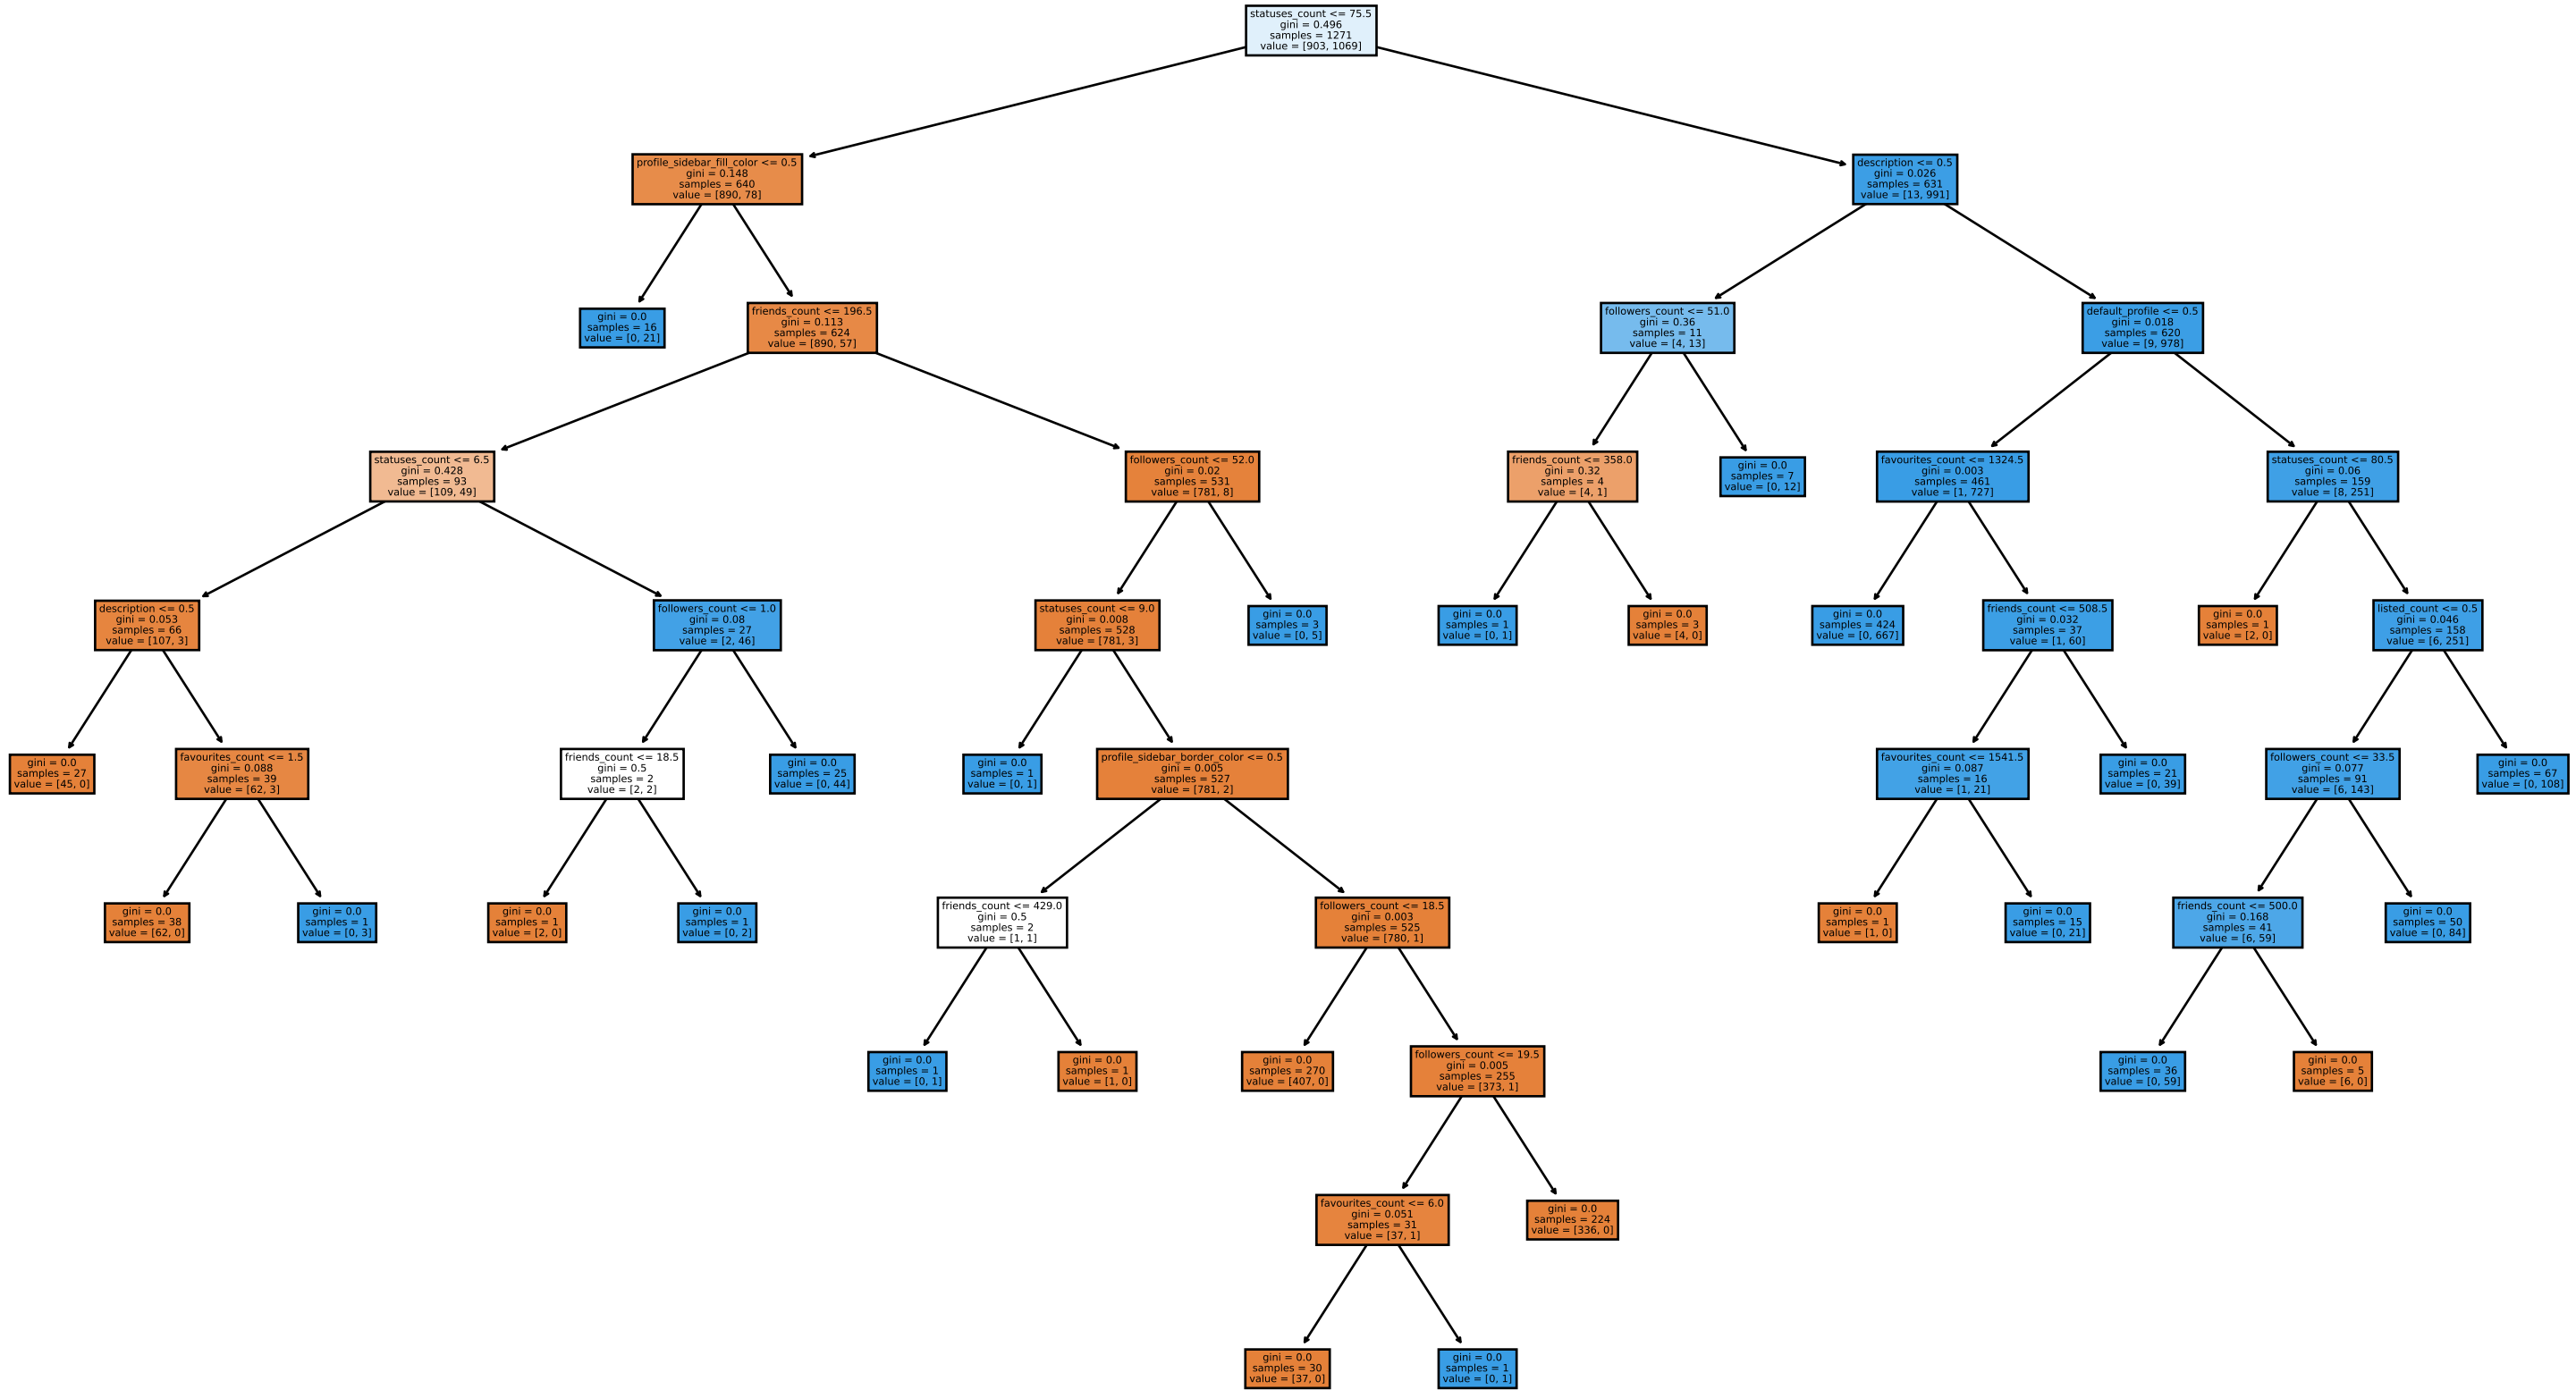 statuses_count <= 75.5
gini = 0.496
samples = 1271
value = [903, 1069]
profile_sidebar_fill_color <= 0.5
gini = 0.148
samples = 640
value = [890, 78]
description <= 0.5
gini = 0.026
samples = 631
value = [13, 991]
gini = 0.0
samples = 16
value = [0, 21]
friends_count <= 196.5
gini = 0.113
samples = 624
value = [890, 57]
followers_count <= 51.0
gini = 0.36
samples = 11
value = [4, 13]
default_profile <= 0.5
gini = 0.018
samples = 620
value = [9, 978]
statuses_count <= 6.5
gini = 0.428
samples = 93
value = [109, 49]
followers_count <= 52.0
gini = 0.02
samples = 531
value = [781, 8]
friends_count <= 358.0
gini = 0.32
samples = 4
value = [4, 1]
gini = 0.0
samples = 7
value = [0, 12]
favourites_count <= 1324.5
gini = 0.003
samples = 461
value = [1, 727]
statuses_count <= 80.5
gini = 0.06
samples = 159
value = [8, 251]
description <= 0.5
gini = 0.053
samples = 66
value = [107, 3]
followers_count <= 1.0
gini = 0.08
samples = 27
value = [2, 46]
statuses_count <= 9.0
gini = 0.008
samples = 528
value = [781, 3]
gini = 0.0
samples = 3
value = [0, 5]
gini = 0.0
samples = 1
value = [0, 1]
gini = 0.0
samples = 3
value = [4, 0]
gini = 0.0
samples = 424
value = [0, 667]
friends_count <= 508.5
gini = 0.032
samples = 37
value = [1, 60]
gini = 0.0
samples = 1
value = [2, 0]
listed_count <= 0.5
gini = 0.046
samples = 158
value = [6, 251]
gini = 0.0
samples = 27
value = [45, 0]
favourites_count <= 1.5
gini = 0.088
samples = 39
value = [62, 3]
friends_count <= 18.5
gini = 0.5
samples = 2
value = [2, 2]
gini = 0.0
samples = 25
value = [0, 44]
gini = 0.0
samples = 1
value = [0, 1]
profile_sidebar_border_color <= 0.5
gini = 0.005
samples = 527
value = [781, 2]
favourites_count <= 1541.5
gini = 0.087
samples = 16
value = [1, 21]
gini = 0.0
samples = 21
value = [0, 39]
followers_count <= 33.5
gini = 0.077
samples = 91
value = [6, 143]
gini = 0.0
samples = 67
value = [0, 108]
gini = 0.0
samples = 38
value = [62, 0]
gini = 0.0
samples = 1
value = [0, 3]
gini = 0.0
samples = 1
value = [2, 0]
gini = 0.0
samples = 1
value = [0, 2]
friends_count <= 429.0
gini = 0.5
samples = 2
value = [1, 1]
followers_count <= 18.5
gini = 0.003
samples = 525
value = [780, 1]
gini = 0.0
samples = 1
value = [1, 0]
gini = 0.0
samples = 15
value = [0, 21]
friends_count <= 500.0
gini = 0.168
samples = 41
value = [6, 59]
gini = 0.0
samples = 50
value = [0, 84]
gini = 0.0
samples = 1
value = [0, 1]
gini = 0.0
samples = 1
value = [1, 0]
gini = 0.0
samples = 270
value = [407, 0]
followers_count <= 19.5
gini = 0.005
samples = 255
value = [373, 1]
gini = 0.0
samples = 36
value = [0, 59]
gini = 0.0
samples = 5
value = [6, 0]
favourites_count <= 6.0
gini = 0.051
samples = 31
value = [37, 1]
gini = 0.0
samples = 224
value = [336, 0]
gini = 0.0
samples = 30
value = [37, 0]
gini = 0.0
samples = 1
value = [0, 1]